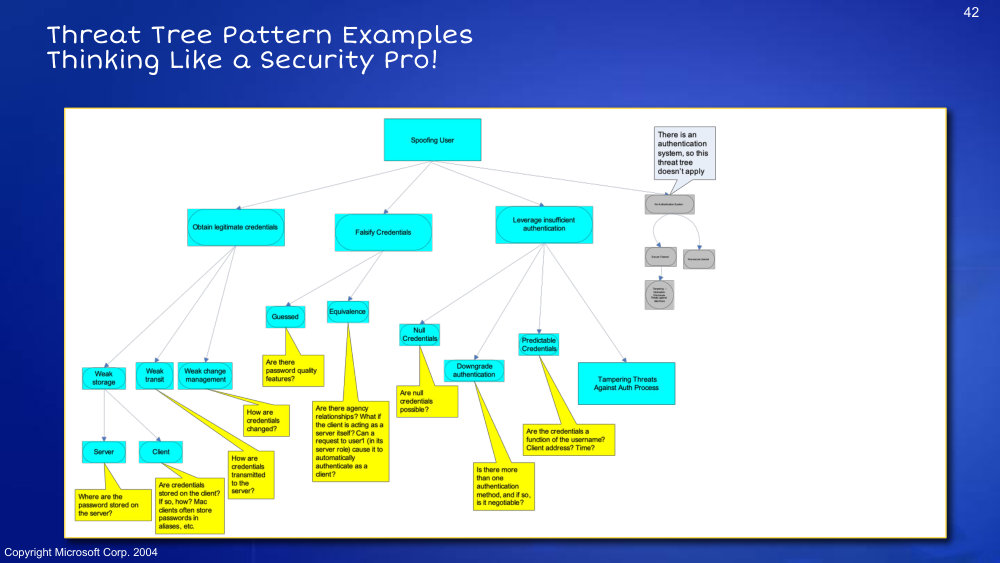 42
Threat Tree Pattern Examples
Thinking Like a Security Pro!
Spoofing User
There is an
authentication
system, so this
threat tree
doesn't apply
Obtain legitimate credentials
Falsify Credentials
Leverage insufficient
authentication
Guessed
Equivalence
Null
Credentials
Predictable
Credentials
Downgrade
authentication
Tampering Threats
Against Auth Process
Weak
storage
Weak
transit
Weak change
management
Are there
password quality
features?
Are null
credentials
possible?
How are
credentials
changed?
Are there agency
relationships? What if
the client is acting as a
server itself? Can a
request to user1 (in its
server role) cause it to
automatically
authenticate as a
client?
Are the credentials a
function of the username?
Client address? Time?
Server
Client
How are
credentials
transmitted
to the
server?
Is there more
than one
authentication
method, and if so,
is it negotiable?
Where are the
password stored on
the server?
Are credentials
stored on the client?
If so, how? Mac
clients often store
passwords in
aliases, etc.
Copyright Microsoft Corp. 2004